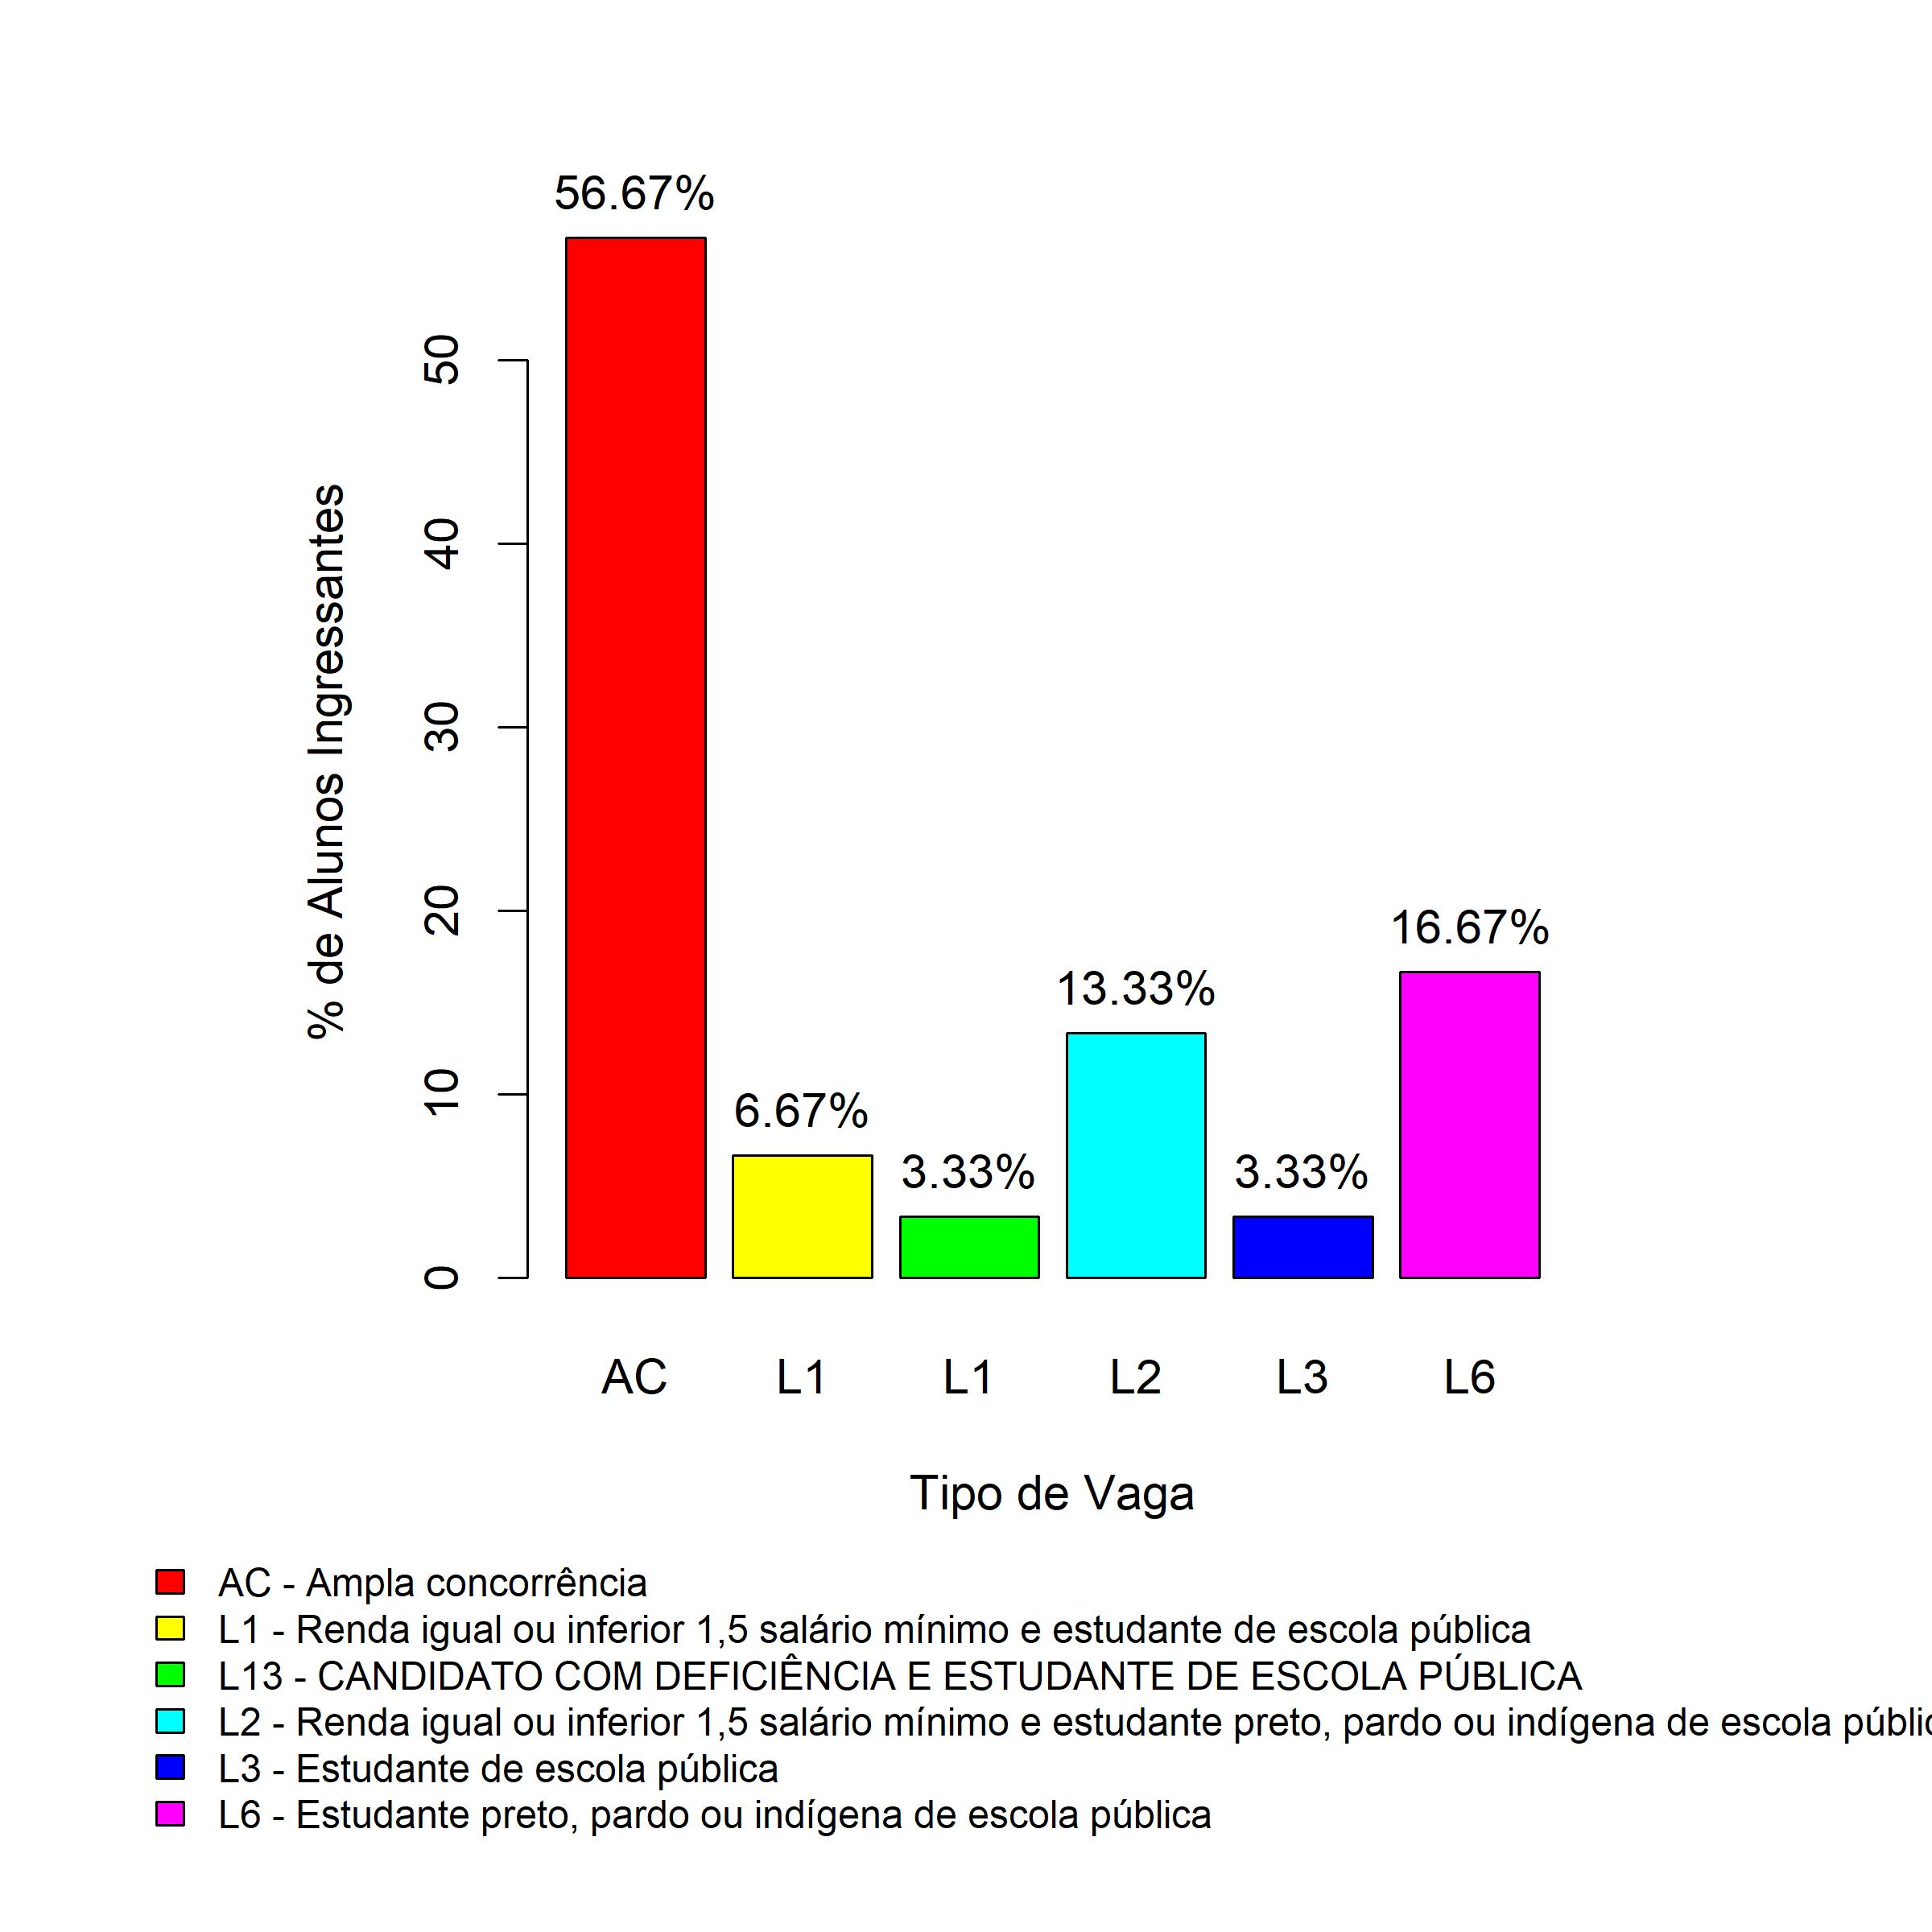 56.67%
6.67%
3.33%
13.33%
3.33%
16.67%
50
40
30
20
10
0
% de Alunos Ingressantes
AC L1 L1 L2 L3 L6
Tipo de Vaga
AC - Ampla concorrência
L1 - Renda igual ou inferior 1,5 salário mínimo e estudante de escola pública
L13 - CANDIDATO COM DEFICIÊNCIA E ESTUDANTE DE ESCOLA PÚBLICA
L2 - Renda igual ou inferior 1,5 salário mínimo e estudante preto, pardo ou indígena de escola
L3 - Estudante de escola pública
L6 - Estudante preto, pardo ou indígena de escola pública